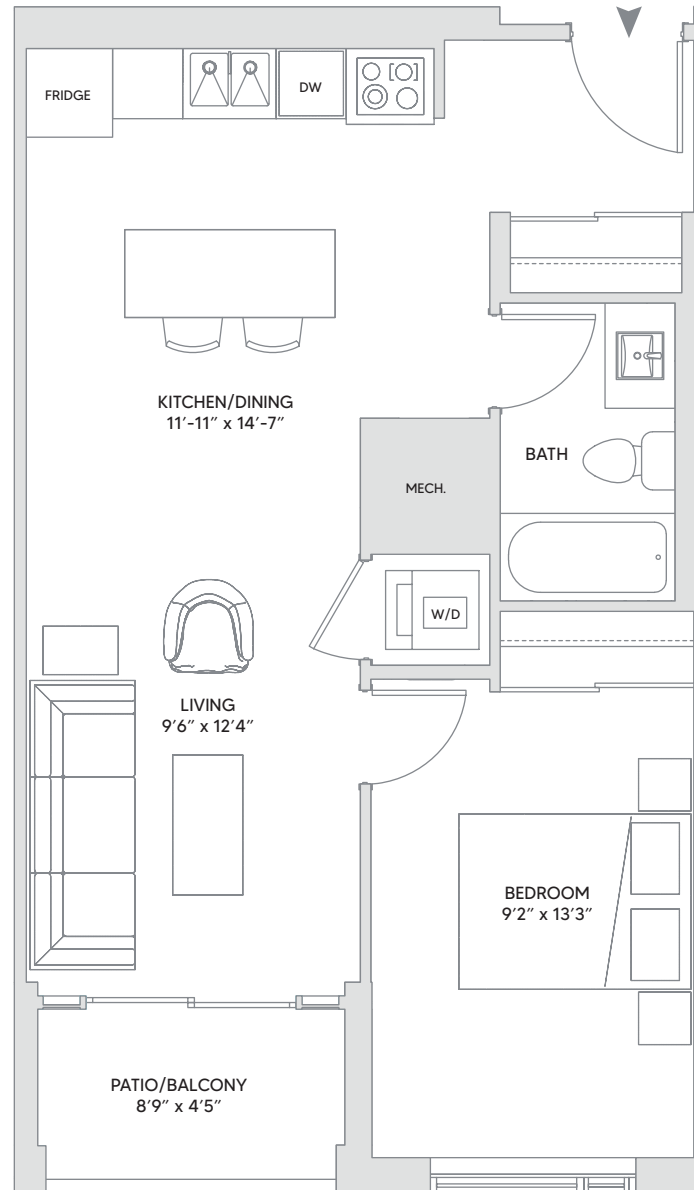 FRIDGE
DW
KITCHEN/DINING
11'-11" x 14'-7"
BATH
MECH.
W/D
LIVING
9'6" x 12'4"
BEDROOM
9'2" x 13'3"
PATIO/BALCONY
8'9" x 4'5"